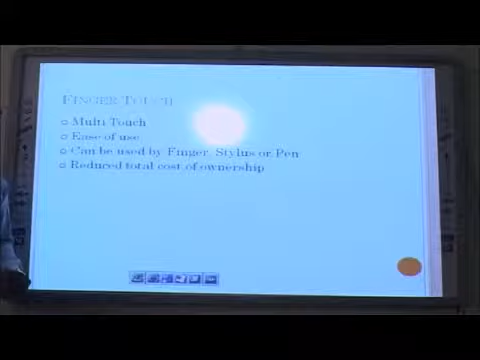 FINGER TOUCH
Multi Touch
Ease of use
Can be used by Finger, Stylus or Pen
Reduced total cost of ownership